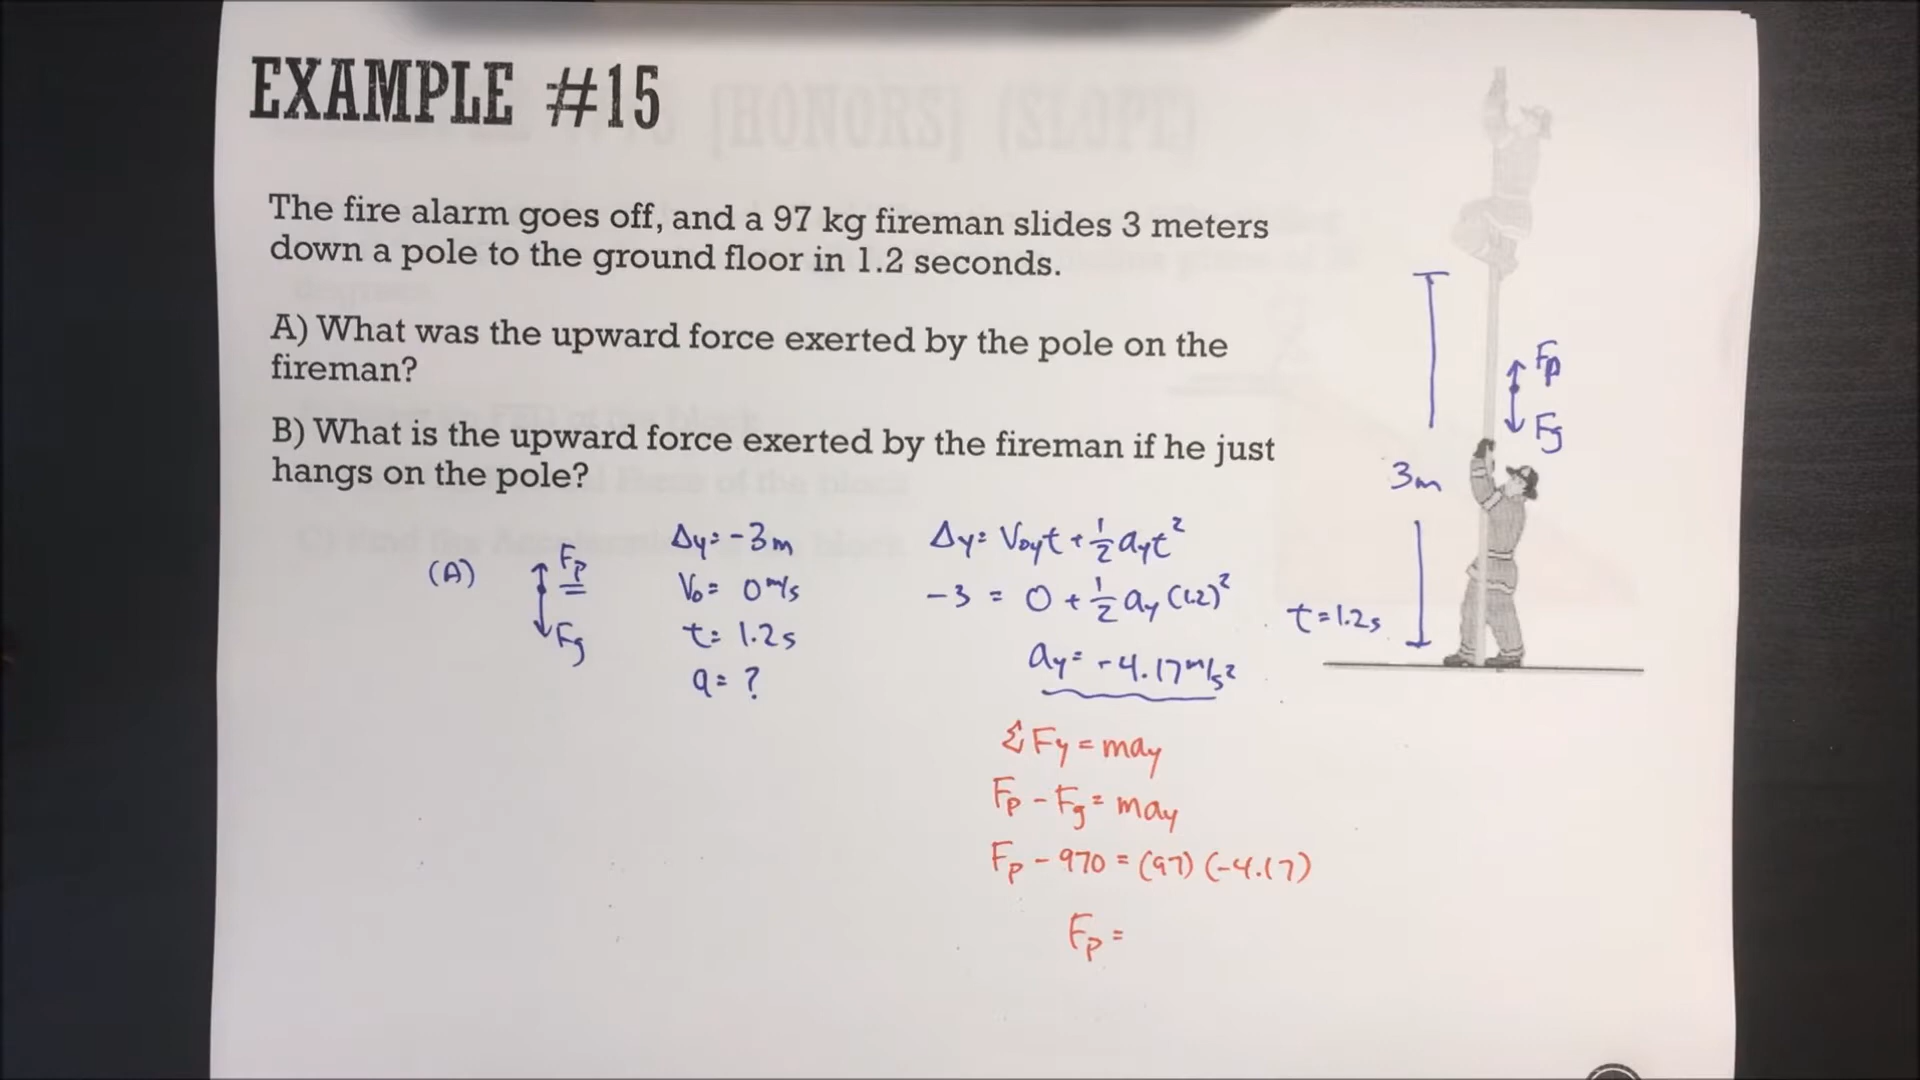 EXAMPLE #15
[HONORS] (SLOPE)
The fire alarm goes off, and a 97 kg fireman slides 3 meters
down a pole to the ground floor in 1.2 seconds.
A) What was the upward force exerted by the pole on the
fireman?
B) What is the upward force exerted by the fireman if he just
hangs on the pole?
Fp
Fg
3m
t=1.2s
(A)
Fp
Fg
Δy= -3m
V₀= 0m/s
t= 1.2s
a= ?
Δy= V₀yt + ½ayt²
-3 = 0 + ½ay(1.2)²
ay= -4.17m/s²
ΣFy = may
Fp - Fg = may
Fp - 970 = (97)(-4.17)
Fp =